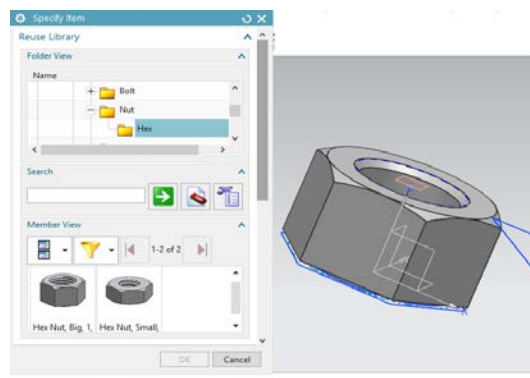 Specify Item
Reuse Library
Folder View
Name
Bolt
Nut
Hex
Search
Member View
1-2 of 2
Hex Nut, Big, 1, Hex Nut, Small,
OK Cancel